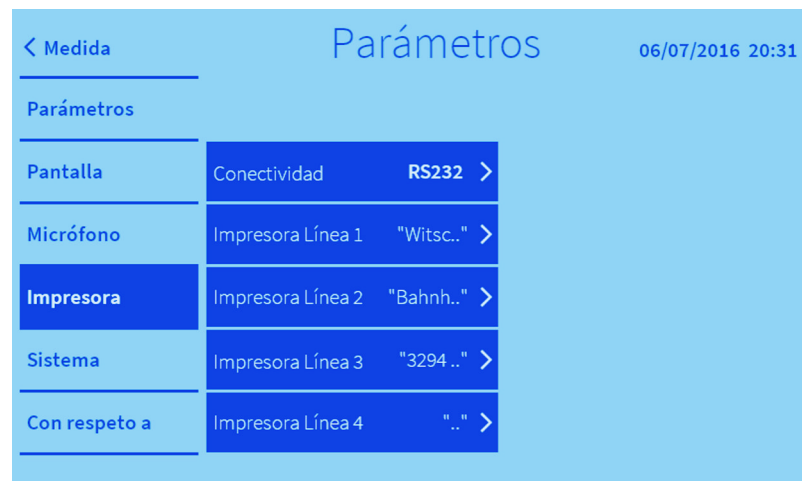 < Medida
Parámetros
06/07/2016 20:31
Parámetros
Pantalla
Micrófono
Impresora
Sistema
Con respeto a
Conectividad RS232 >
Impresora Línea 1 "Witsc.." >
Impresora Línea 2 "Bahnh.." >
Impresora Línea 3 "3294 .." >
Impresora Línea 4 ".." >